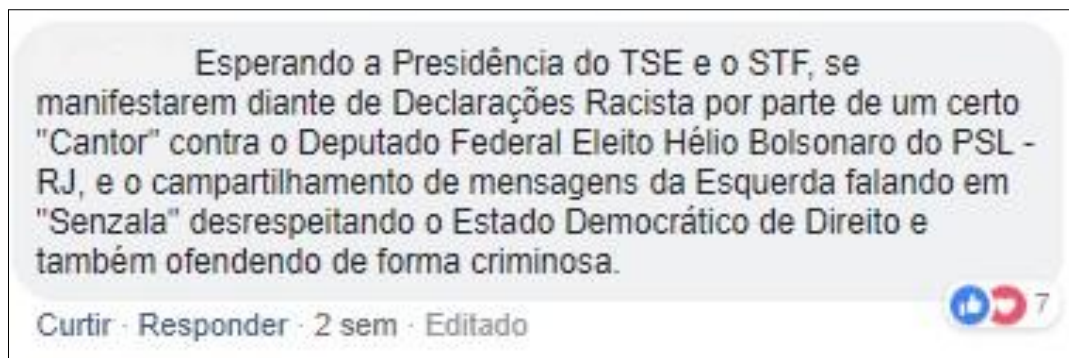 Esperando a Presidência do TSE e o STF, se
manifestarem diante de Declarações Racista por parte de um certo
"Cantor" contra o Deputado Federal Eleito Hélio Bolsonaro do PSL -
RJ, e o campartilhamento de mensagens da Esquerda falando em
"Senzala" desrespeitando o Estado Democrático de Direito e
também ofendendo de forma criminosa.
7
Curtir · Responder · 2 sem · Editado